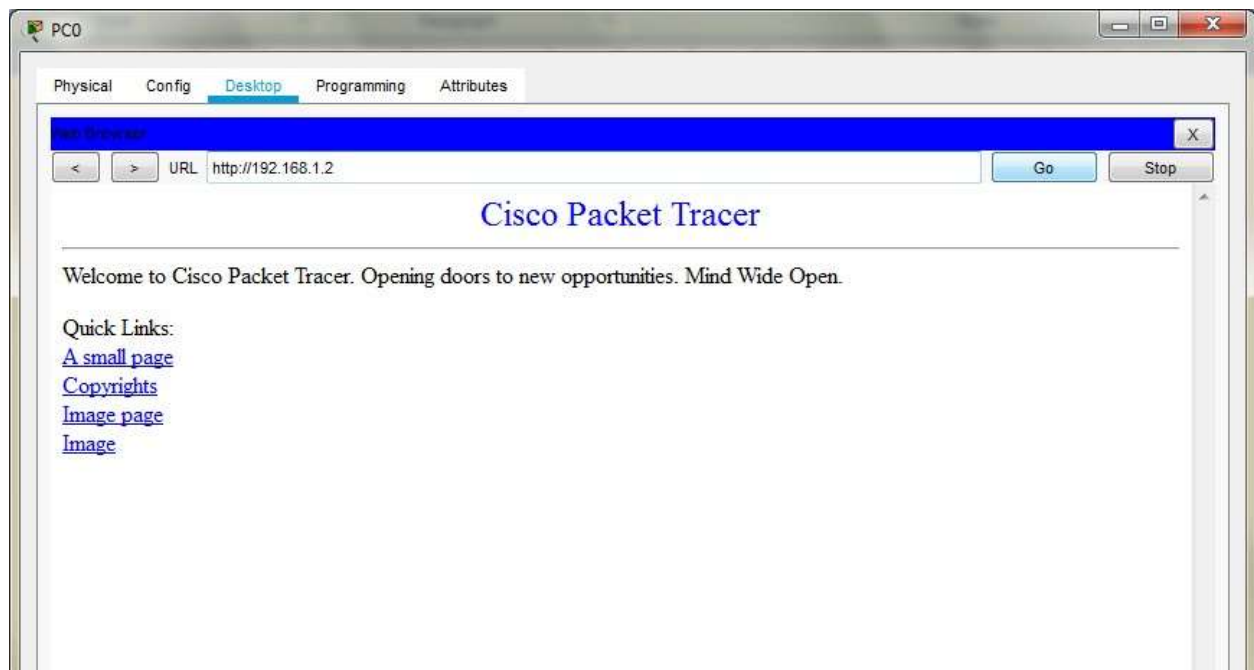 PC0
Physical Config Desktop Programming Attributes
Web Browser X
< > URL http://192.168.1.2 Go Stop
Cisco Packet Tracer
Welcome to Cisco Packet Tracer. Opening doors to new opportunities. Mind Wide Open.
Quick Links:
A small page
Copyrights
Image page
Image